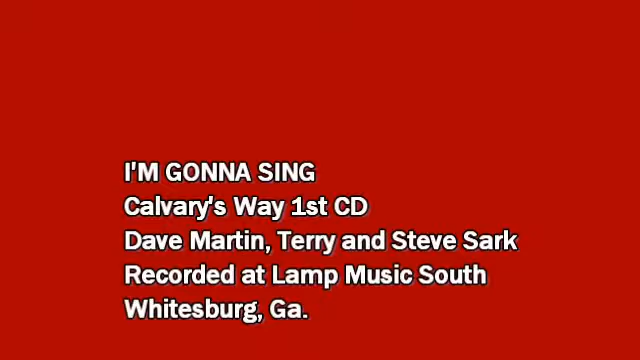 I'M GONNA SING
Calvary's Way 1st CD
Dave Martin, Terry and Steve Sark
Recorded at Lamp Music South
Whitesburg, Ga.